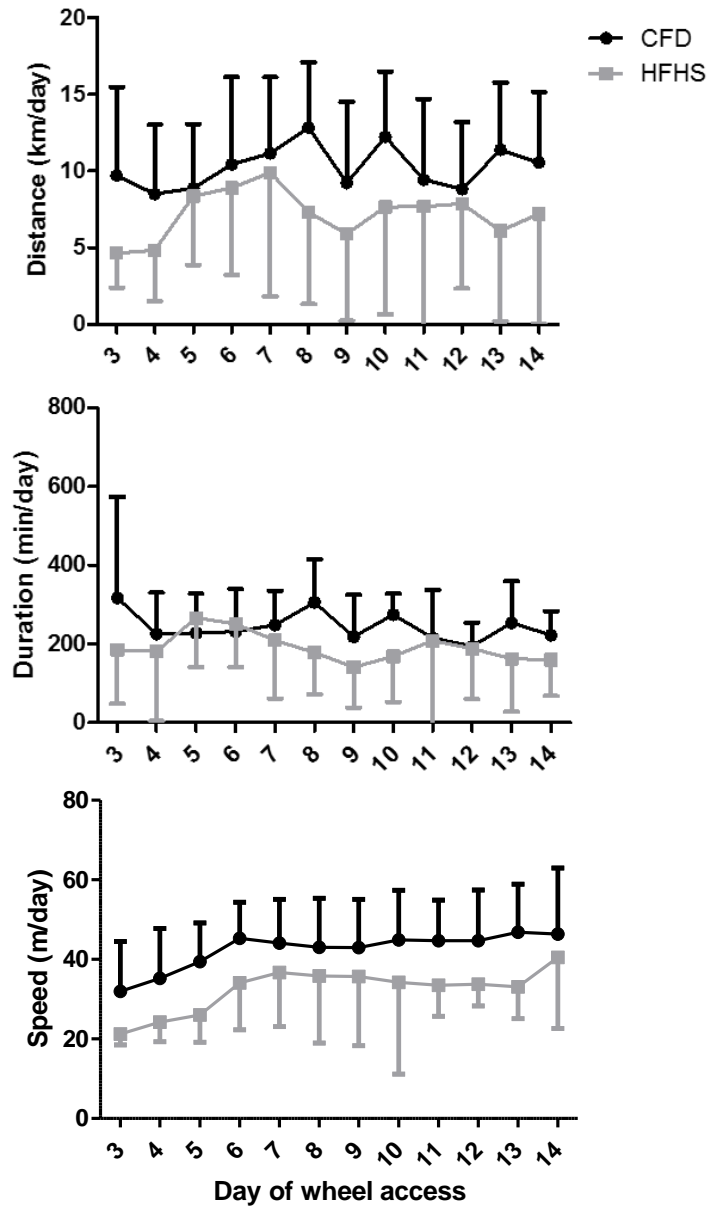 CFD
HFHS
Distance (km/day)
20
15
10
5
0
3 4 5 6 7 8 9 10 11 12 13 14
Duration (min/day)
800
600
400
200
0
3 4 5 6 7 8 9 10 11 12 13 14
Speed (m/day)
80
60
40
20
0
3 4 5 6 7 8 9 10 11 12 13 14
Day of wheel access